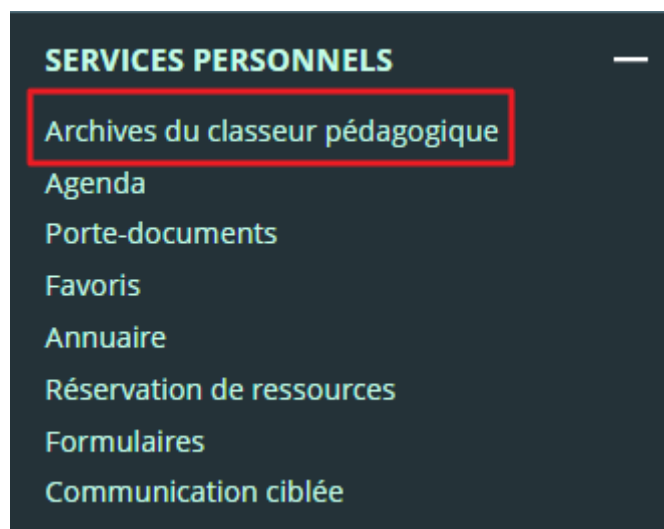 SERVICES PERSONNELS
Archives du classeur pédagogique
Agenda
Porte-documents
Favoris
Annuaire
Réservation de ressources
Formulaires
Communication ciblée